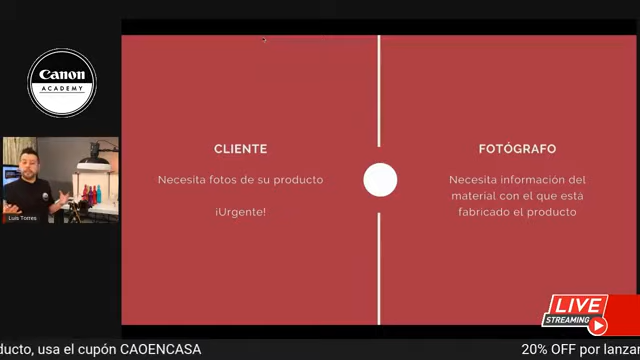 Canon
ACADEMY
CLIENTE
Necesita fotos de su producto
¡Urgente!
FOTÓGRAFO
Necesita información del
material con el que está
fabricado el producto
Luis Torres
LIVE
STREAMING
ducto, usa el cupón CAOENCASA
20% OFF por lanzar